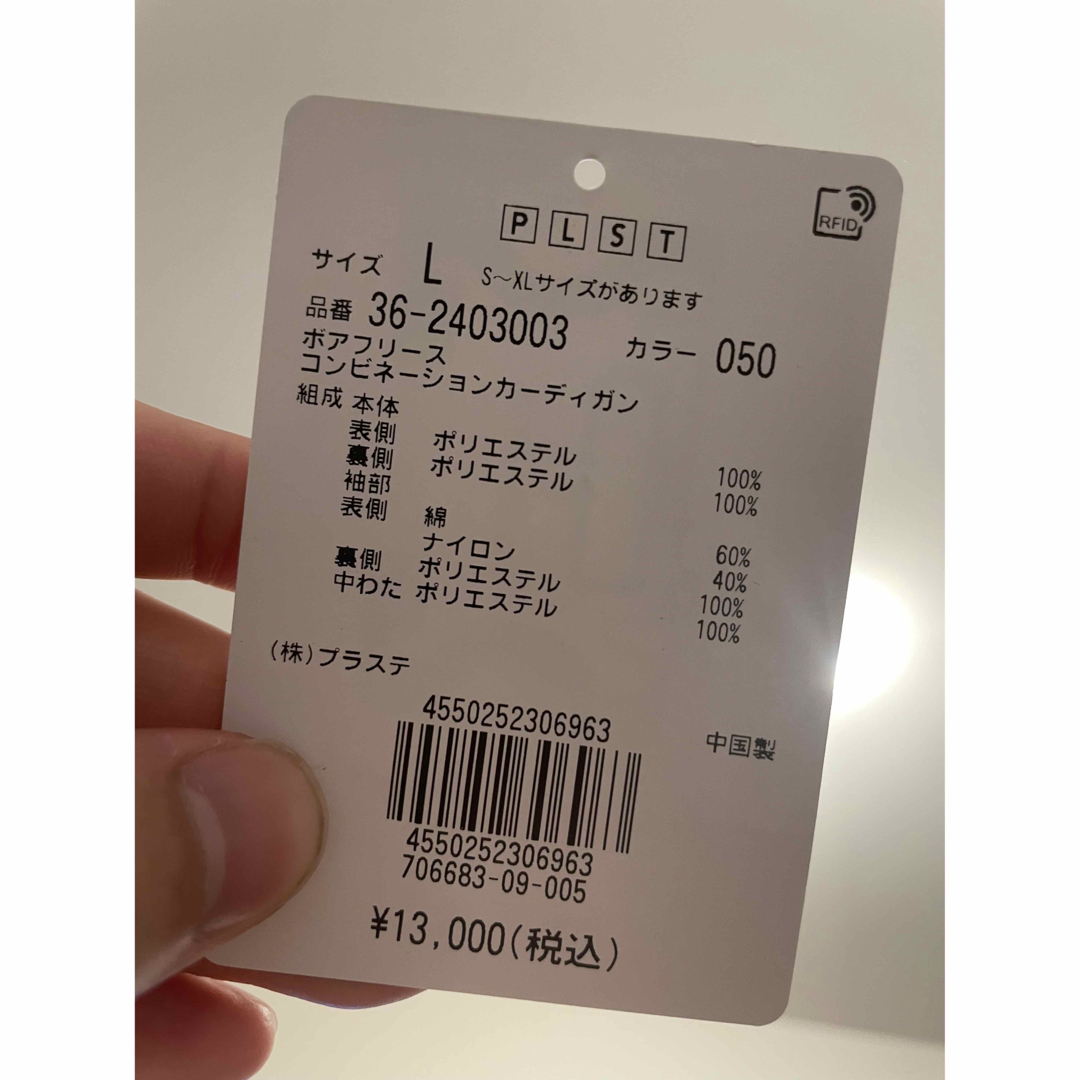 PLST
RFID
サイズ L S～XLサイズがあります
品番 36-2403003 カラー 050
ボアフリース
コンビネーションカーディガン
組成 本体
表側 ポリエステル 100%
裏側 ポリエステル 100%
袖部
表側 綿 60%
ナイロン 40%
裏側 ポリエステル 100%
中わた ポリエステル 100%
(株)プラステ
4550252306963
中国製
4550252306963
706683-09-005
¥13,000(税込)